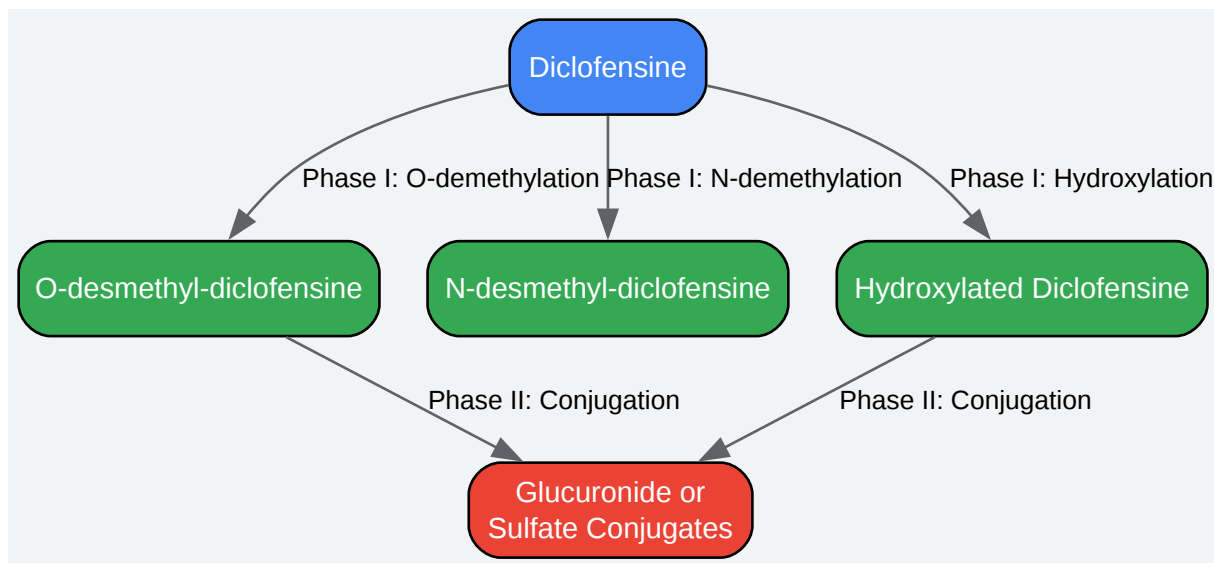 Diclofensine
Phase I: O-demethylation
Phase I: N-demethylation
Phase I: Hydroxylation
O-desmethyl-diclofensine
N-desmethyl-diclofensine
Hydroxylated Diclofensine
Phase II: Conjugation
Phase II: Conjugation
Glucuronide or
Sulfate Conjugates